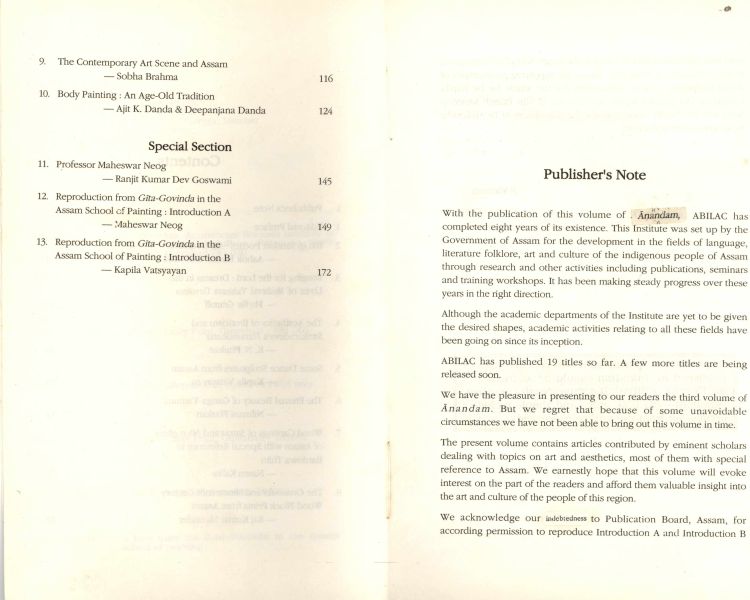 9. The Contemporary Art Scene and Assam
— Sobha Brahma 116
10. Body Painting : An Age-Old Tradition
— Ajit K. Danda & Deepanjana Danda 124
Special Section
11. Professor Maheswar Neog
— Ranjit Kumar Dev Goswami 145
12. Reproduction from Gita-Govinda in the
Assam School of Painting : Introduction A
— Maheswar Neog 149
13. Reproduction from Gita-Govinda in the
Assam School of Painting : Introduction B
— Kapila Vatsyayan 172
Publisher's Note
With the publication of this volume of Ānandam, ABILAC has
completed eight years of its existence. This Institute was set up by the
Government of Assam for the development in the fields of language,
literature folklore, art and culture of the indigenous people of Assam
through research and other activities including publications, seminars
and training workshops. It has been making steady progress over these
years in the right direction.
Although the academic departments of the Institute are yet to be given
the desired shapes, academic activities relating to all these fields have
been going on since its inception.
ABILAC has published 19 titles so far. A few more titles are being
released soon.
We have the pleasure in presenting to our readers the third volume of
Ānandam. But we regret that because of some unavoidable
circumstances we have not been able to bring out this volume in time.
The present volume contains articles contributed by eminent scholars
dealing with topics on art and aesthetics, most of them with special
reference to Assam. We earnestly hope that this volume will evoke
interest on the part of the readers and afford them valuable insight into
the art and culture of the people of this region.
We acknowledge our indebtedness to Publication Board, Assam, for
according permission to reproduce Introduction A and Introduction B